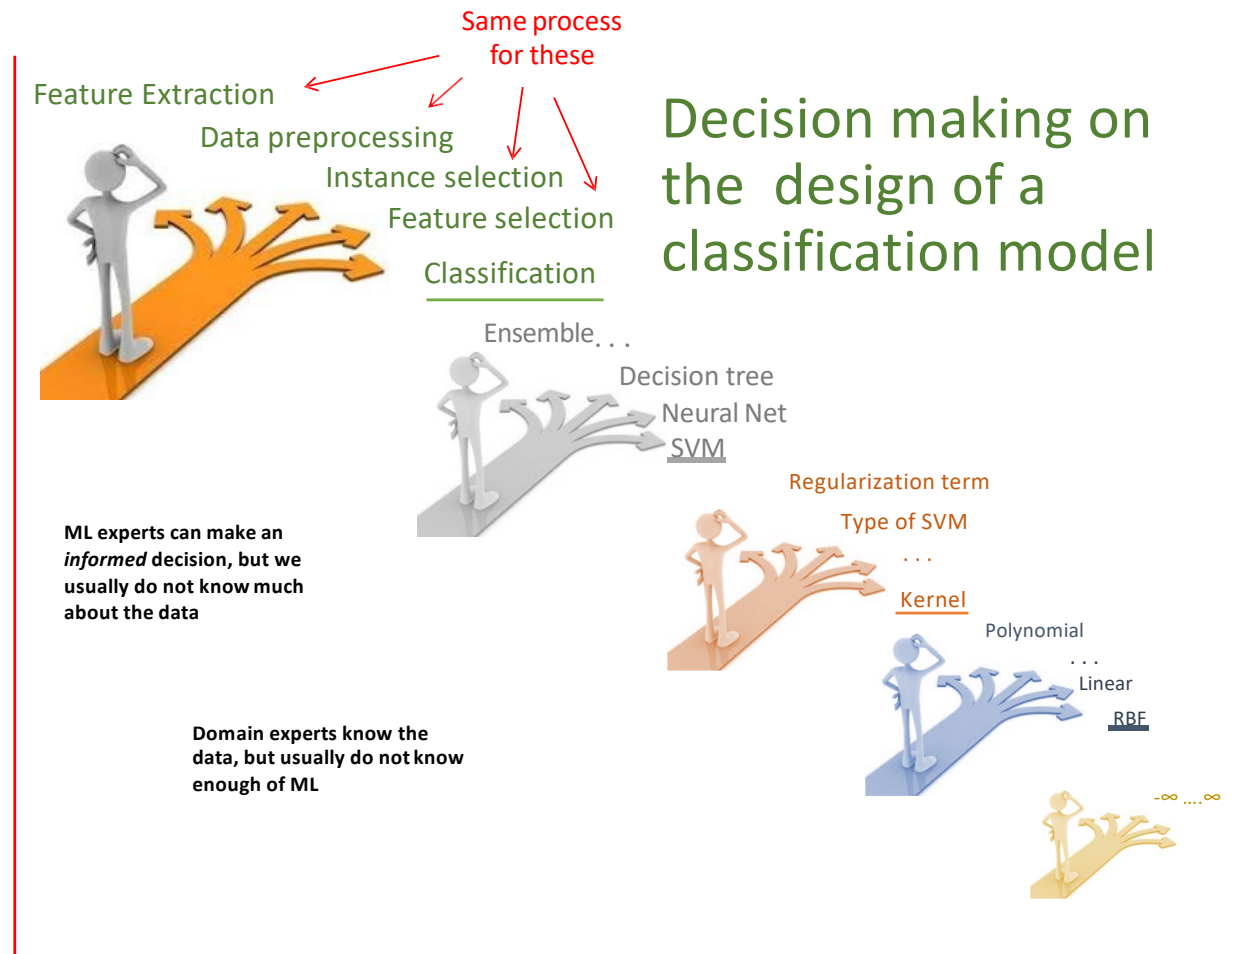 Same process
for these
Feature Extraction
Data preprocessing
Instance selection
Feature selection
Classification
Decision making on
the design of a
classification model
Ensemble. . .
Decision tree
Neural Net
SVM
Regularization term
Type of SVM
. . .
Kernel
Polynomial
. . .
Linear
RBF
-∞ ….∞
ML experts can make an
informed decision, but we
usually do not know much
about the data
Domain experts know the
data, but usually do not know
enough of ML